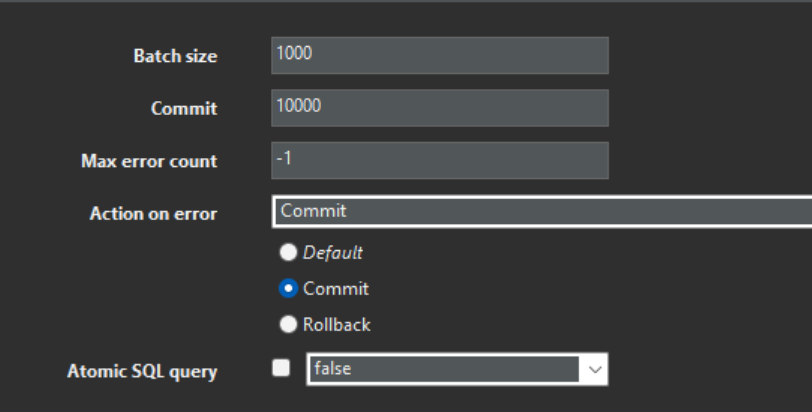 Batch size 1000
Commit 10000
Max error count -1
Action on error Commit
Default
Commit
Rollback
Atomic SQL query false